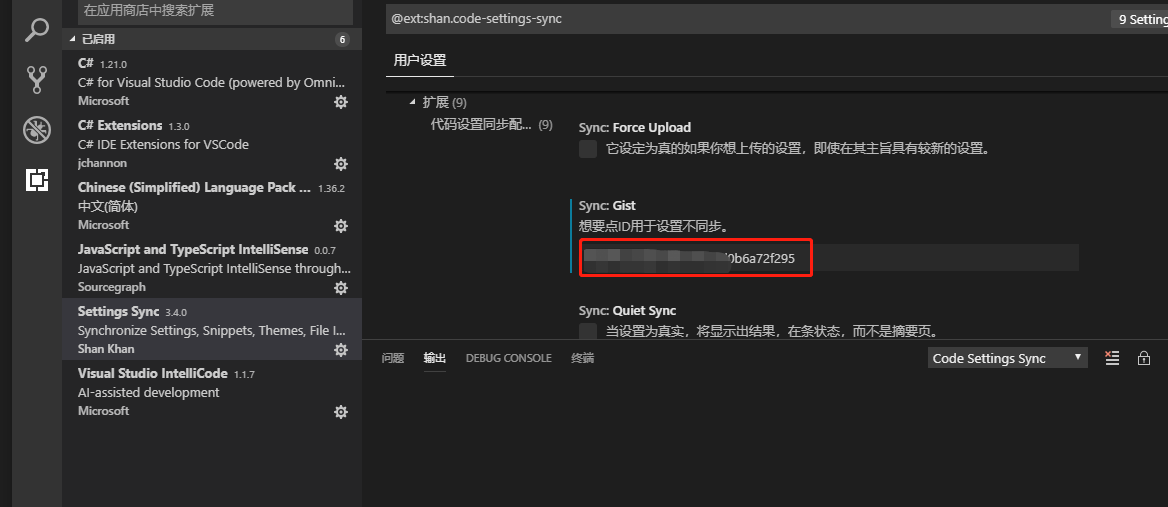 在应用商店中搜索扩展
已启用
6
C# 1.21.0
C# for Visual Studio Code (powered by Omni...
Microsoft
C# Extensions 1.3.0
C# IDE Extensions for VSCode
jchannon
Chinese (Simplified) Language Pack ... 1.36.2
中文(简体)
Microsoft
JavaScript and TypeScript IntelliSense 0.0.7
JavaScript and TypeScript IntelliSense through...
Sourcegraph
Settings Sync 3.4.0
Synchronize Settings, Snippets, Themes, File I...
Shan Khan
Visual Studio IntelliCode 1.1.7
AI-assisted development
Microsoft
@ext:shan.code-settings-sync
9 Setting
用户设置
扩展 (9)
代码设置同步配... (9)
Sync: Force Upload
它设定为真的如果你想上传的设置，即使在其主旨具有较新的设置。
Sync: Gist
想要点ID用于设置不同步。
0b6a72f295
Sync: Quiet Sync
当设置为真实，将显示出结果，在条状态，而不是摘要页。
问题 输出 DEBUG CONSOLE 终端
Code Settings Sync